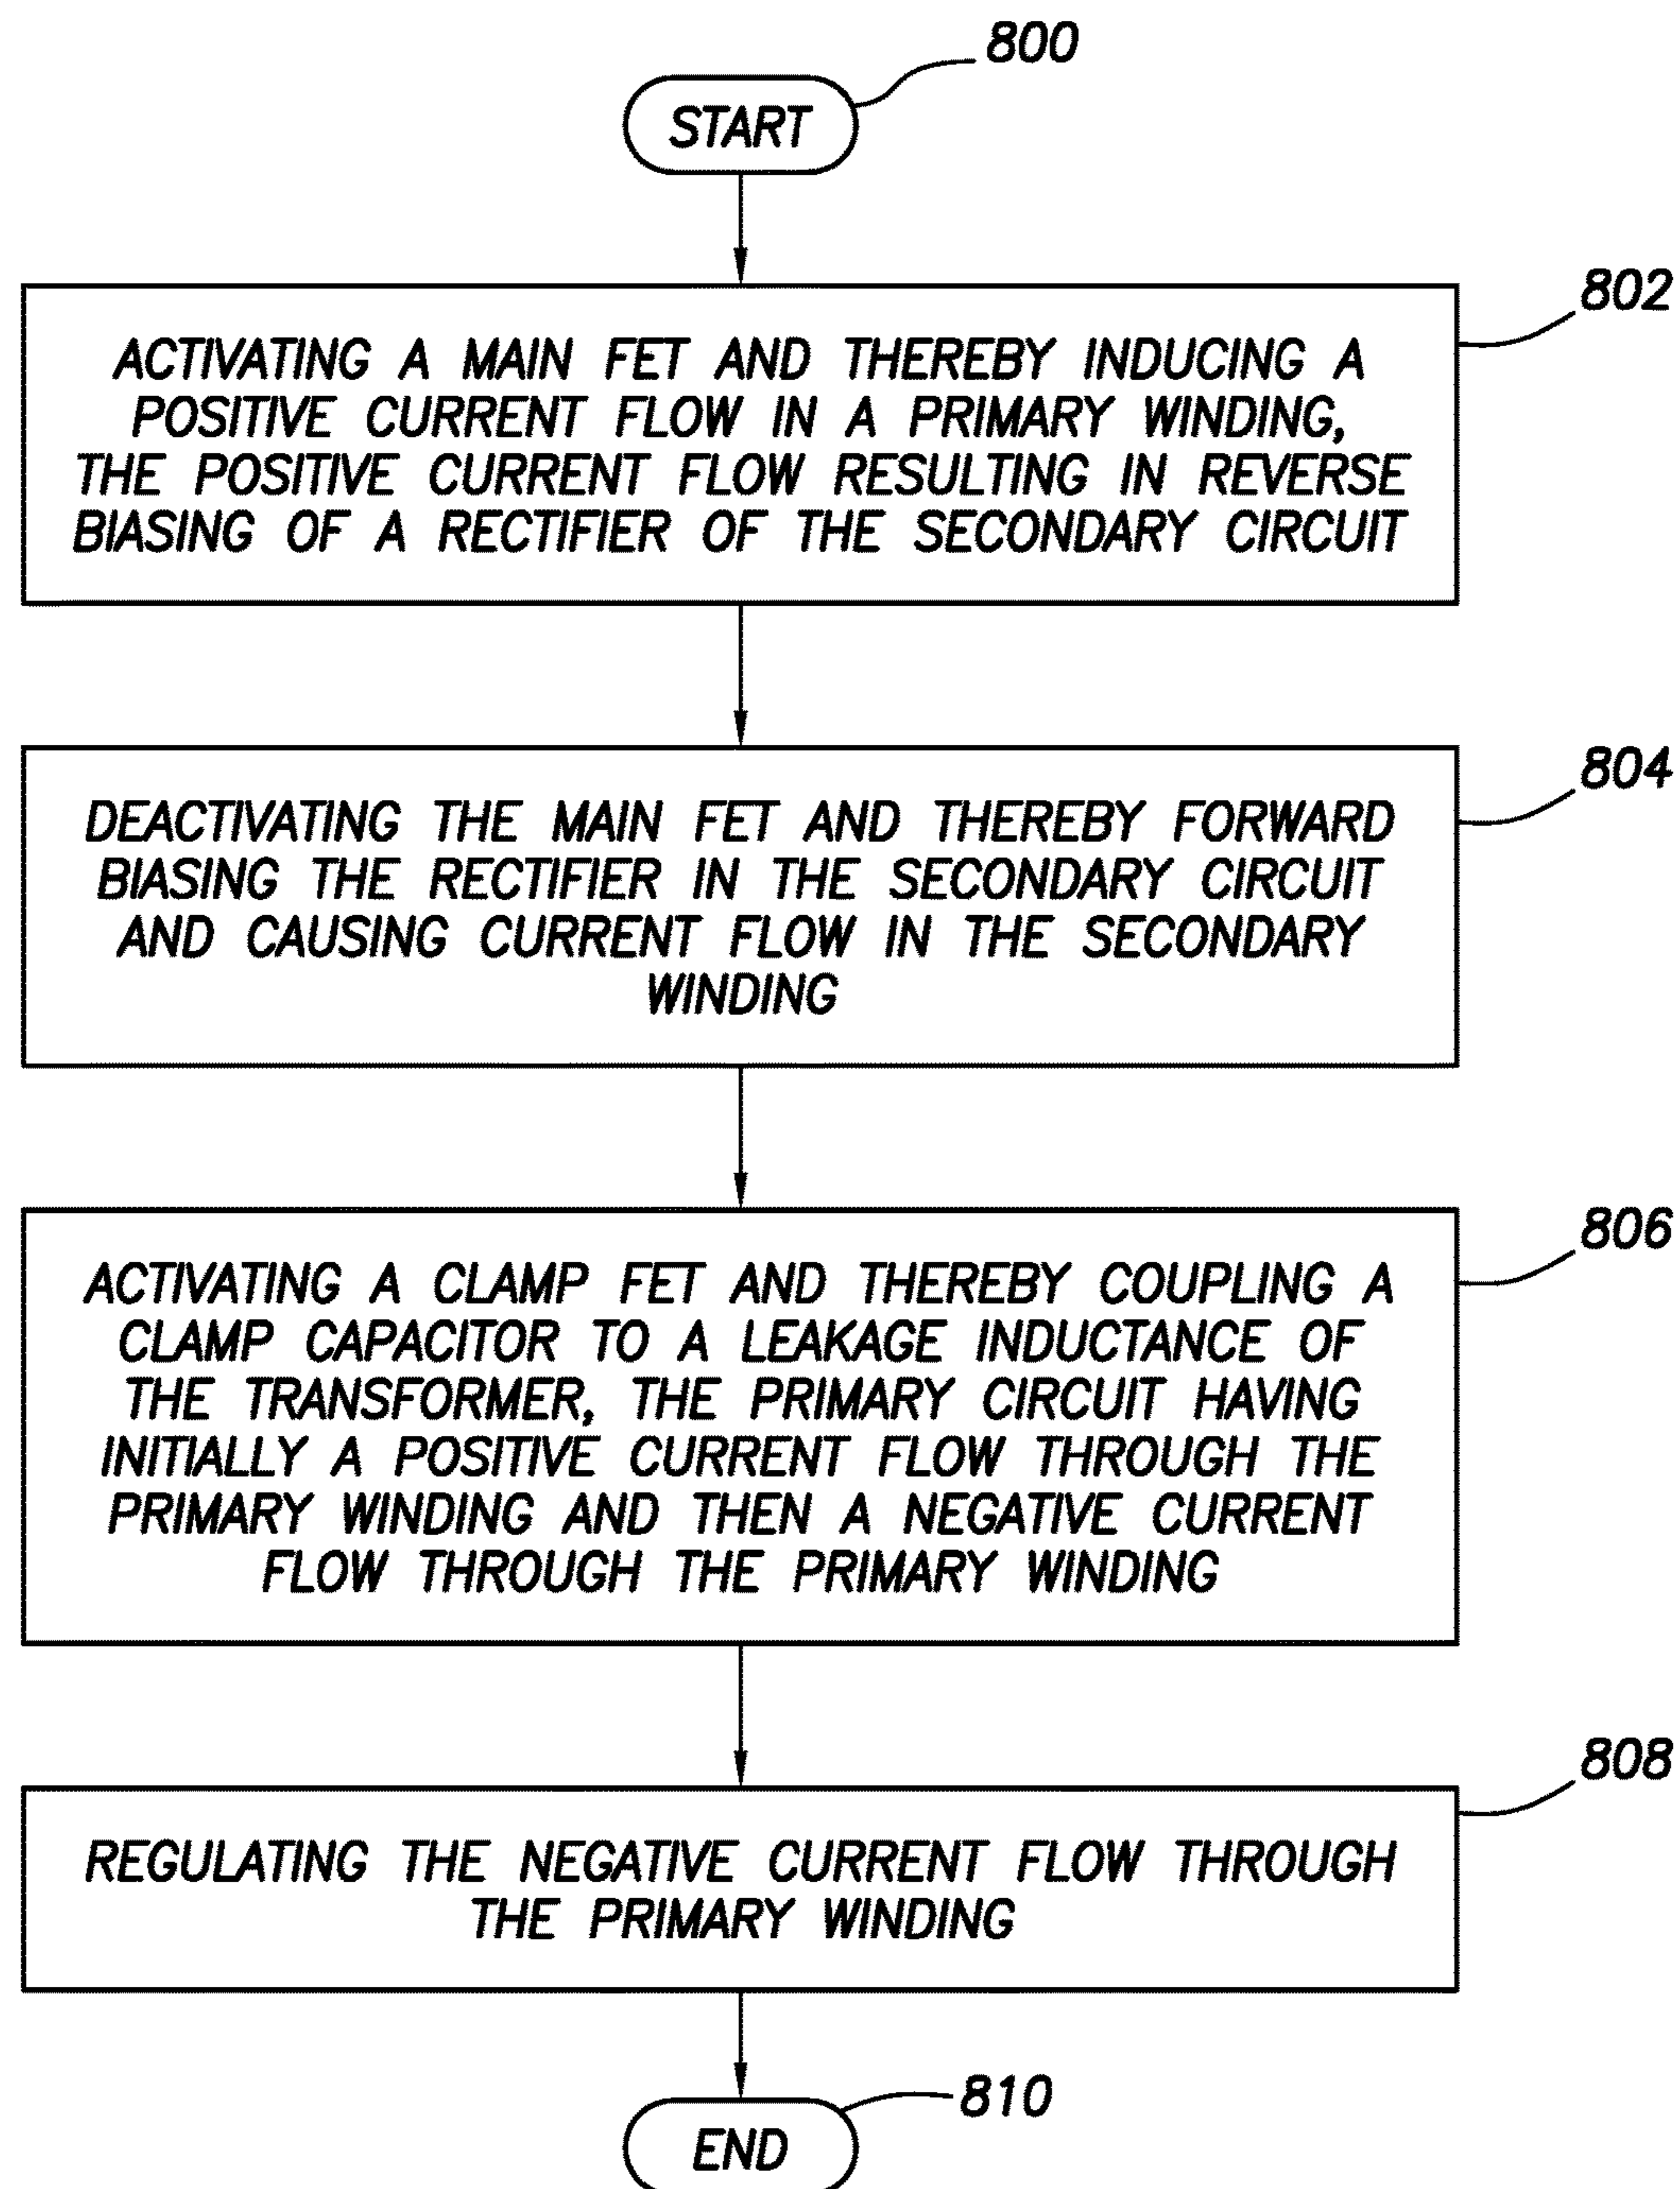 800
START
802
ACTIVATING A MAIN FET AND THEREBY INDUCING A
POSITIVE CURRENT FLOW IN A PRIMARY WINDING,
THE POSITIVE CURRENT FLOW RESULTING IN REVERSE
BIASING OF A RECTIFIER OF THE SECONDARY CIRCUIT
804
DEACTIVATING THE MAIN FET AND THEREBY FORWARD
BIASING THE RECTIFIER IN THE SECONDARY CIRCUIT
AND CAUSING CURRENT FLOW IN THE SECONDARY
WINDING
806
ACTIVATING A CLAMP FET AND THEREBY COUPLING A
CLAMP CAPACITOR TO A LEAKAGE INDUCTANCE OF
THE TRANSFORMER, THE PRIMARY CIRCUIT HAVING
INITIALLY A POSITIVE CURRENT FLOW THROUGH THE
PRIMARY WINDING AND THEN A NEGATIVE CURRENT
FLOW THROUGH THE PRIMARY WINDING
808
REGULATING THE NEGATIVE CURRENT FLOW THROUGH
THE PRIMARY WINDING
810
END